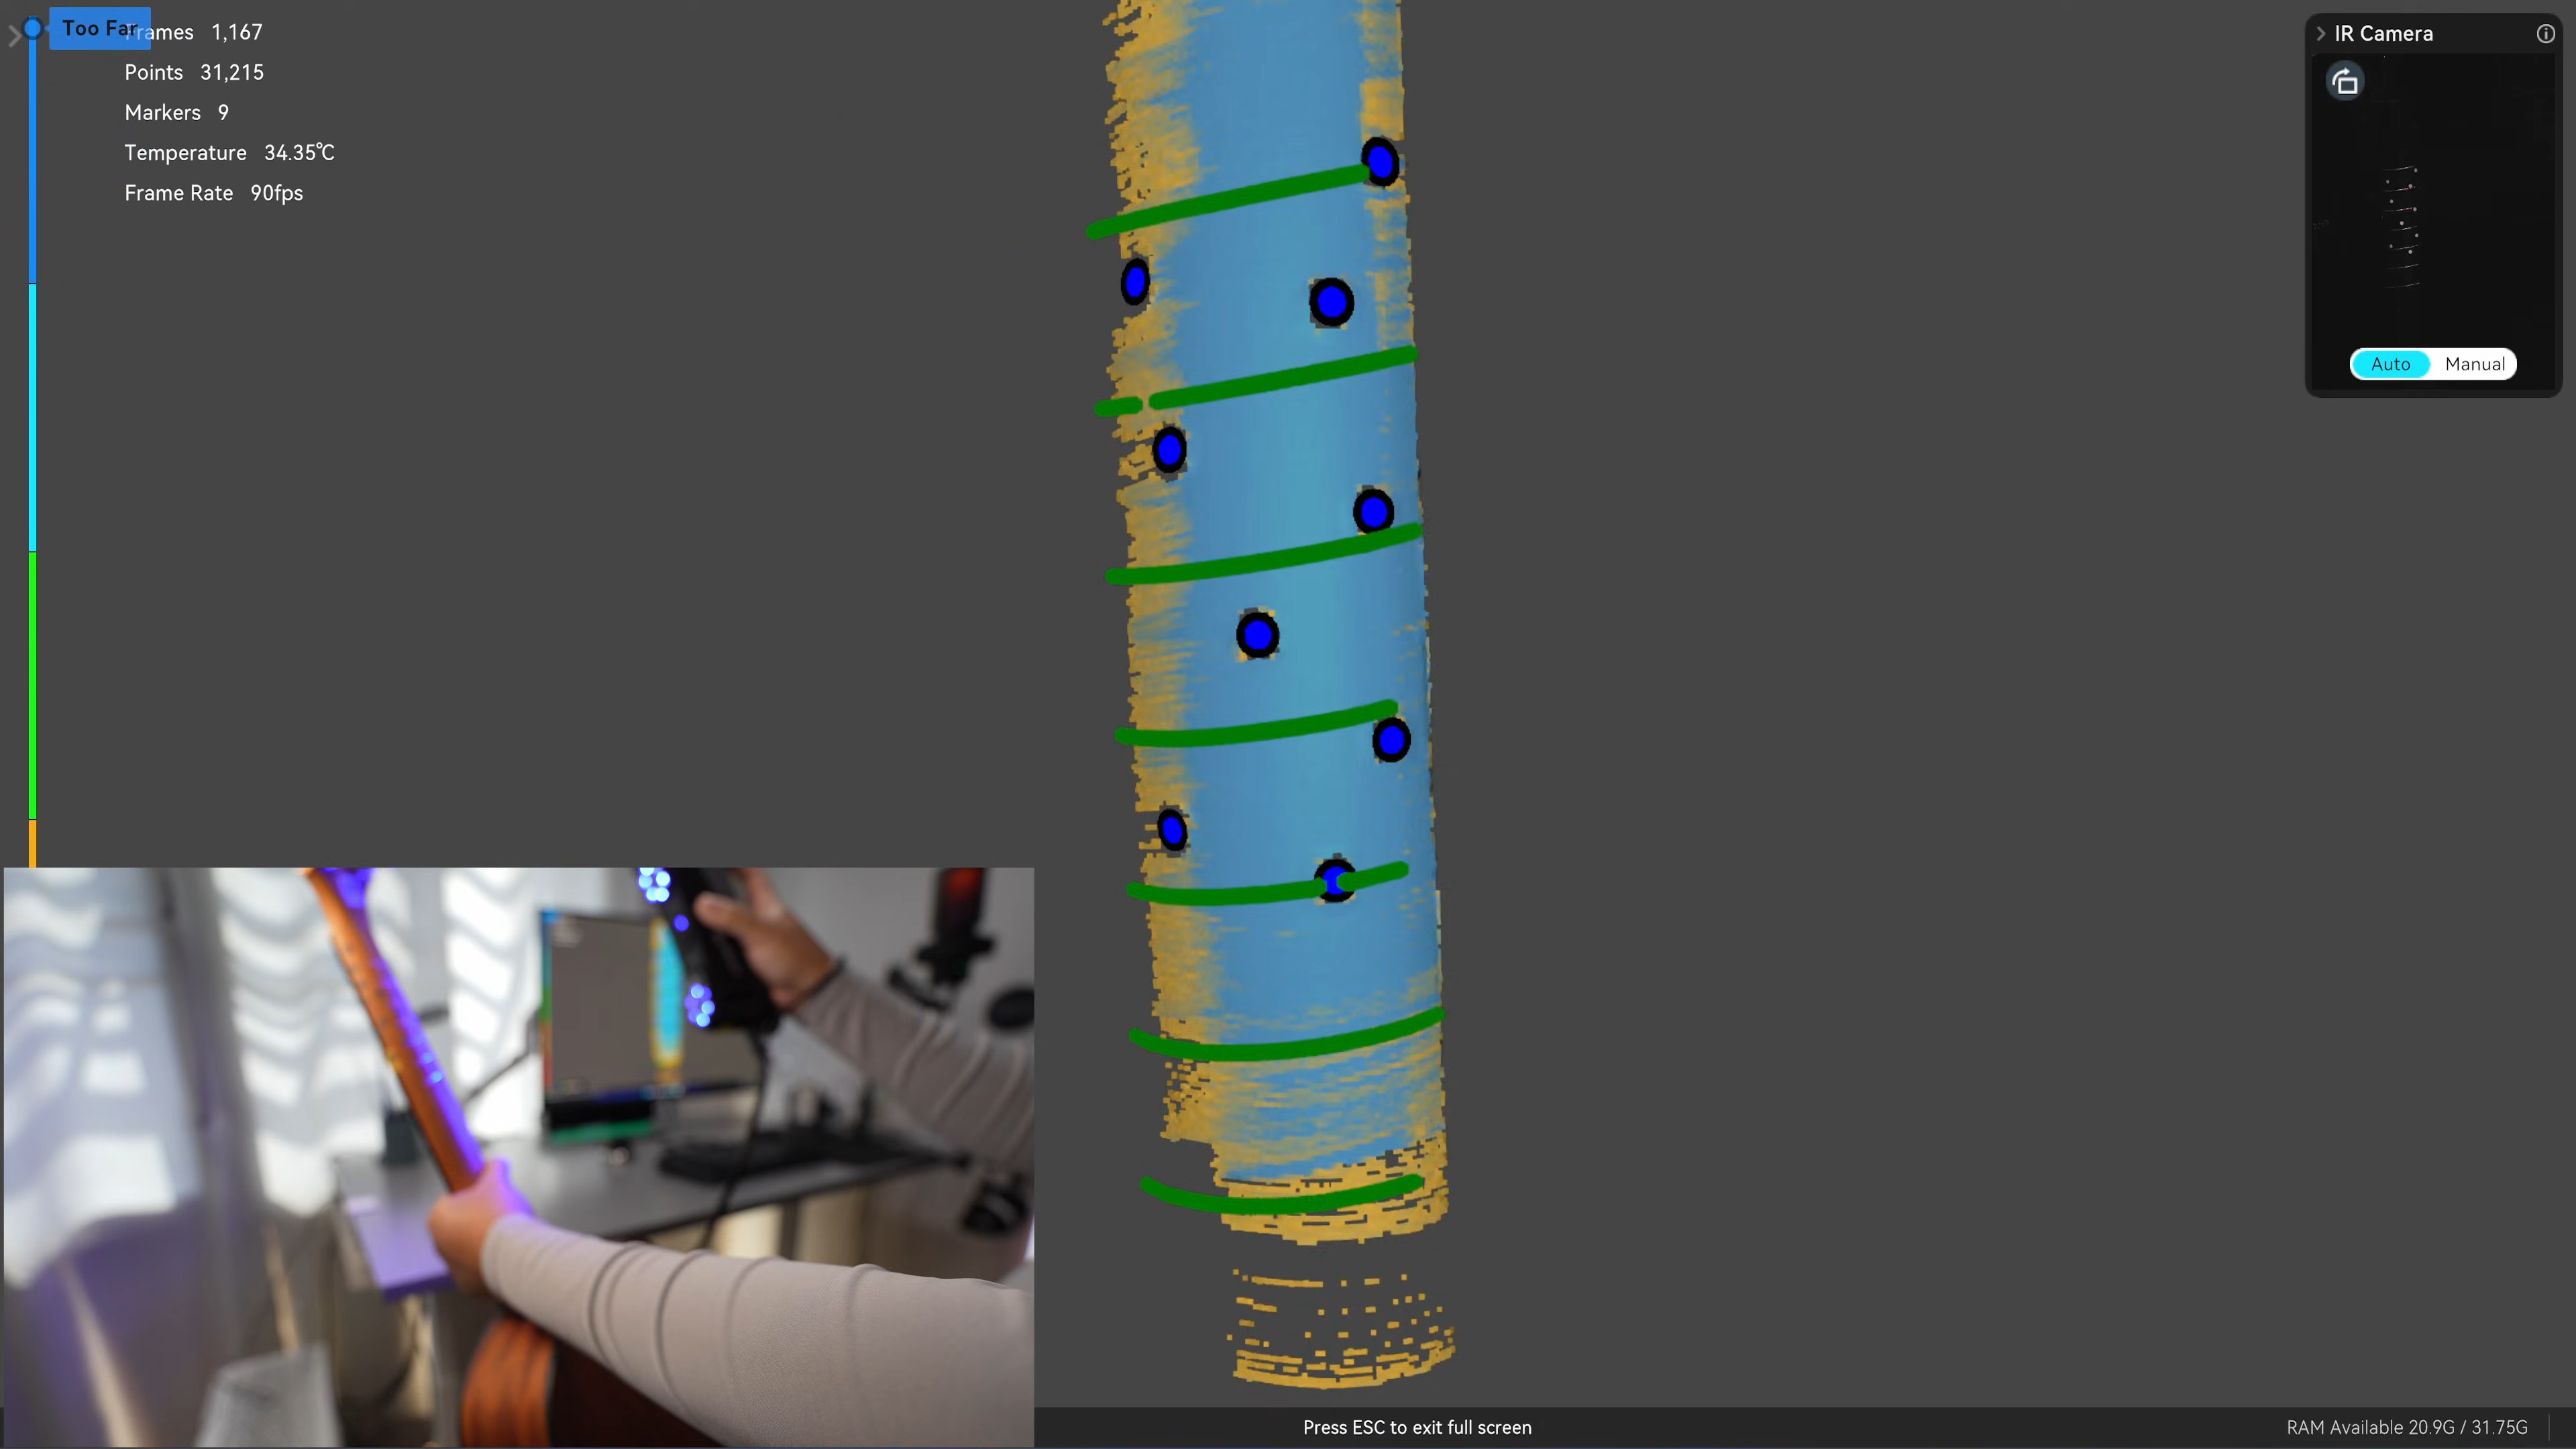 Too Far
Frames 1,167
Points 31,215
Markers 9
Temperature 34.35℃
Frame Rate 90fps
IR Camera
Auto Manual
Press ESC to exit full screen
RAM Available 20.9G / 31.75G